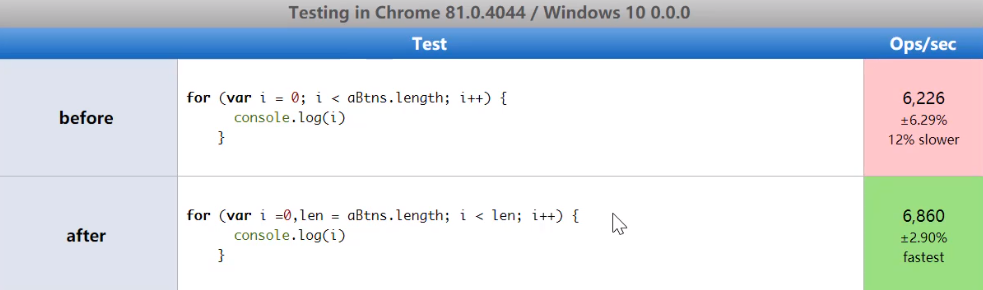 Testing in Chrome 81.0.4044 / Windows 10 0.0.0
Test Ops/sec
before
for (var i = 0; i < aBtns.length; i++) {
console.log(i)
}
6,226
±6.29%
12% slower
after
for (var i =0,len = aBtns.length; i < len; i++) {
console.log(i)
}
6,860
±2.90%
fastest